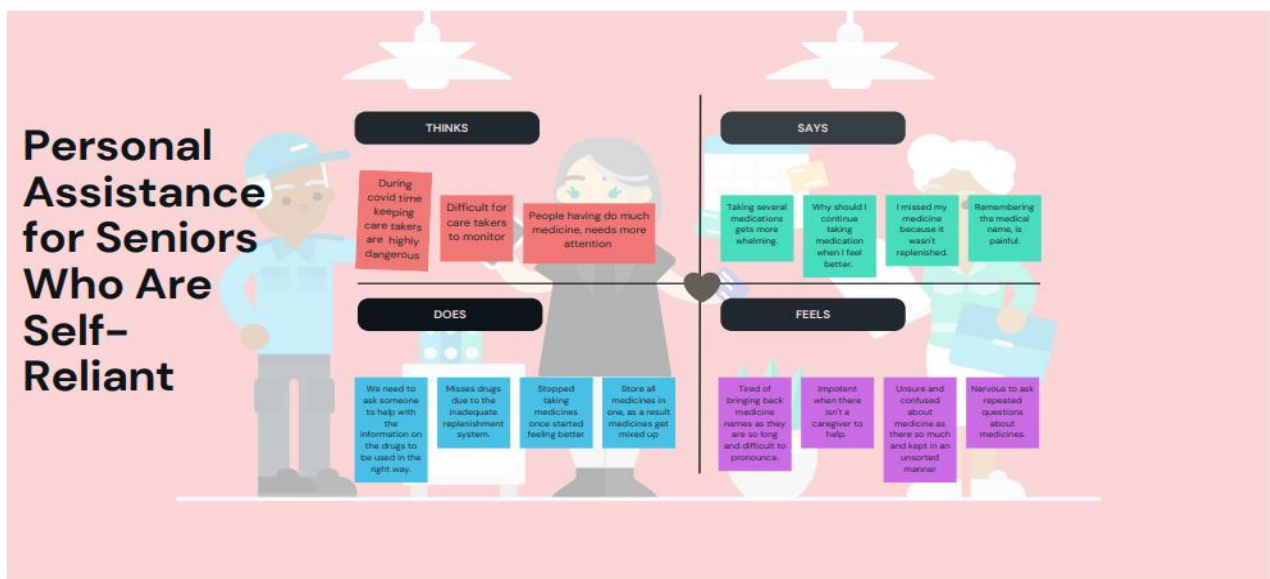 Personal
Assistance
for Seniors
Who Are
Self-
Reliant
THINKS
During
covid time
keeping
care takers
are highly
dangerous
Difficult for
care takers
to monitor
People having do much
medicine, needs more
attention
SAYS
Taking several
medications
gets more
whelming.
Why should I
continue
taking
medication
when I feel
better.
I missed my
medicine
because it
wasn't
replenished.
Remembering
the medical
name, is
painful.
DOES
We need to
ask someone
to help with
the
information on
the drugs to
be used in the
right way.
Misses drugs
due to the
inadequate
replenishment
system.
Stopped
taking
medicines
once started
feeling better
Store all
medicines in
one, as a result
medicines get
mixed up
FEELS
Tired of
bringing back
medicine
names as they
are so long
and difficult to
pronounce.
Impotent
when there
isn't a
caregiver to
help.
Unsure and
confused
about
medicine as
there so much
and kept in an
unsorted
manner
Nervous to ask
repeated
questions
about
medicines.